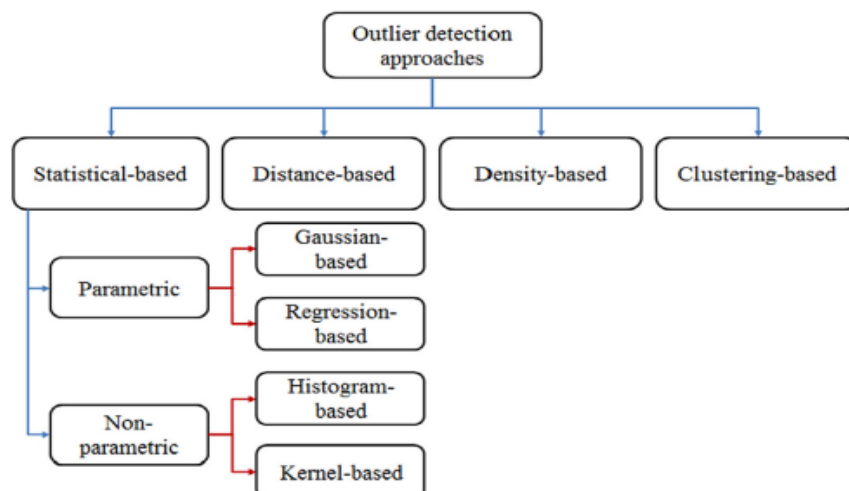 Outlier detection
approaches
Statistical-based
Distance-based
Density-based
Clustering-based
Parametric
Gaussian-
based
Regression-
based
Non-
parametric
Histogram-
based
Kernel-based